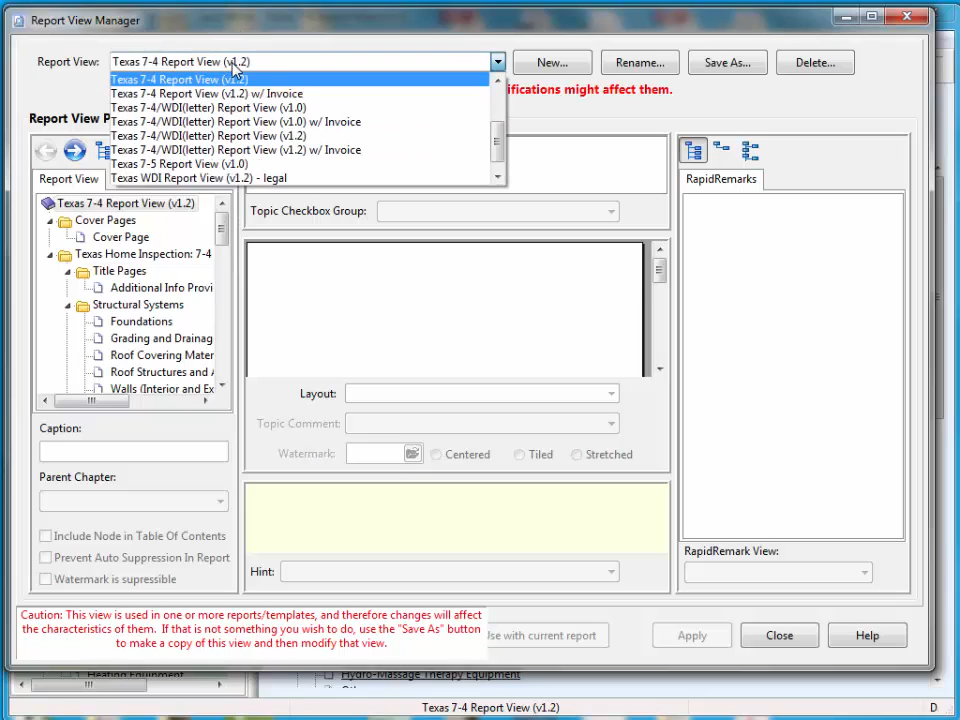 Report View Manager
Report View:
Texas 7-4 Report View (v1.2)
New...
Rename...
Save As...
Delete...
Texas 7-4 Report View (v1.2)
Texas 7-4 Report View (v1.2) w/ Invoice
Texas 7-4/WDI(letter) Report View (v1.0)
Texas 7-4/WDI(letter) Report View (v1.0) w/ Invoice
Texas 7-4/WDI(letter) Report View (v1.2)
Texas 7-4/WDI(letter) Report View (v1.2) w/ Invoice
Texas 7-5 Report View (v1.0)
Texas WDI Report View (v1.2) - legal
ifications might affect them.
Report View P
Report View
RapidRemarks
Texas 7-4 Report View (v1.2)
Cover Pages
Cover Page
Texas Home Inspection: 7-4
Title Pages
Additional Info Provi
Structural Systems
Foundations
Grading and Drainag
Roof Covering Mater
Roof Structures and A
Walls (Interior and Ex
Topic Checkbox Group:
Layout:
Topic Comment:
Watermark:
Centered
Tiled
Stretched
Caption:
Parent Chapter:
Include Node in Table Of Contents
Prevent Auto Suppression In Report
Watermark is supressible
Hint:
RapidRemark View:
Caution: This view is used in one or more reports/templates, and therefore changes will affect
the characteristics of them. If that is not something you wish to do, use the "Save As" button
to make a copy of this view and then modify that view.
Use with current report
Apply
Close
Help
Heating Equipment
Hydro-Massage Therapy Equipment
Texas 7-4 Report View (v1.2)
D